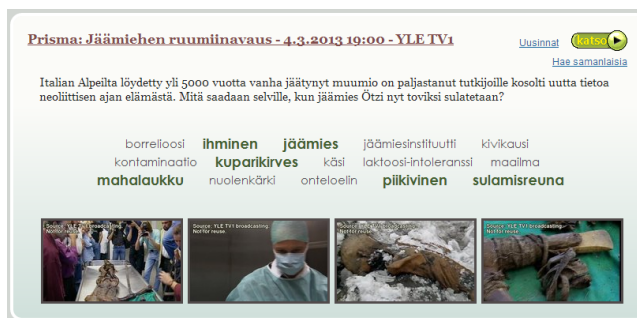 Prisma: Jäämiehen ruumiinavaus - 4.3.2013 19:00 - YLE TV1
Uusinnat
katso
Hae samanlaisia
Italian Alpeilta löydetty yli 5000 vuotta vanha jäätynyt muumio on paljastanut tutkijoille kosolti uutta tietoa
neoliittisen ajan elämästä. Mitä saadaan selville, kun jäämies Ötzi nyt toviksi sulatetaan?
borrelioosi ihminen jäämies jäämiesinstituutti kivikausi
kontaminaatio kuparikirves käsi laktoosi-intoleranssi maailma
mahalaukku nuolenkärki onteloelin piikivinen sulamisreuna
Source: YLE TV1 broadcasting.
Not for reuse.
Source: YLE TV1 broadcasting.
Not for reuse.
Source: YLE TV1 broadcasting.
Not for reuse.
Source: YLE TV1 broadcasting.
Not for reuse.